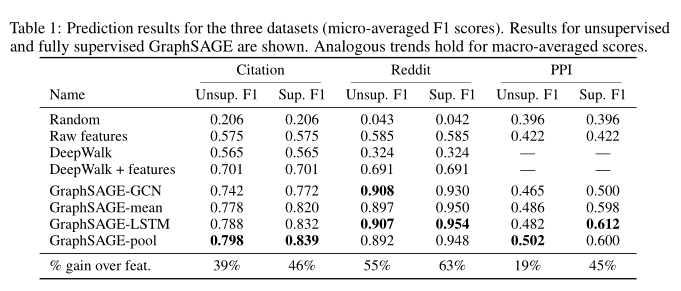 Table 1: Prediction results for the three datasets (micro-averaged F1 scores). Results for unsupervised
and fully supervised GraphSAGE are shown. Analogous trends hold for macro-averaged scores.
Citation Reddit PPI
Name Unsup. F1 Sup. F1 Unsup. F1 Sup. F1 Unsup. F1 Sup. F1
Random 0.206 0.206 0.043 0.042 0.396 0.396
Raw features 0.575 0.575 0.585 0.585 0.422 0.422
DeepWalk 0.565 0.565 0.324 0.324 — —
DeepWalk + features 0.701 0.701 0.691 0.691 — —
GraphSAGE-GCN 0.742 0.772 0.908 0.930 0.465 0.500
GraphSAGE-mean 0.778 0.820 0.897 0.950 0.486 0.598
GraphSAGE-LSTM 0.788 0.832 0.907 0.954 0.482 0.612
GraphSAGE-pool 0.798 0.839 0.892 0.948 0.502 0.600
% gain over feat. 39% 46% 55% 63% 19% 45%